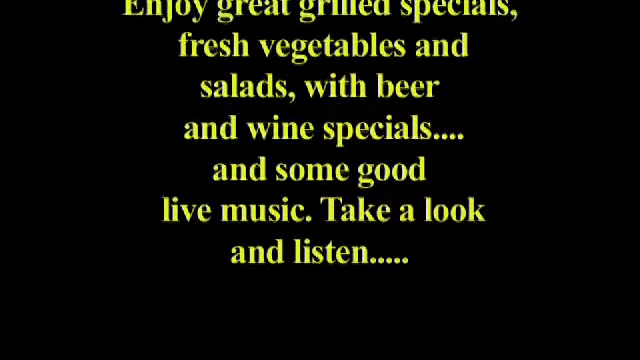 Enjoy great grilled specials,
fresh vegetables and
salads, with beer
and wine specials....
and some good
live music. Take a look
and listen.....